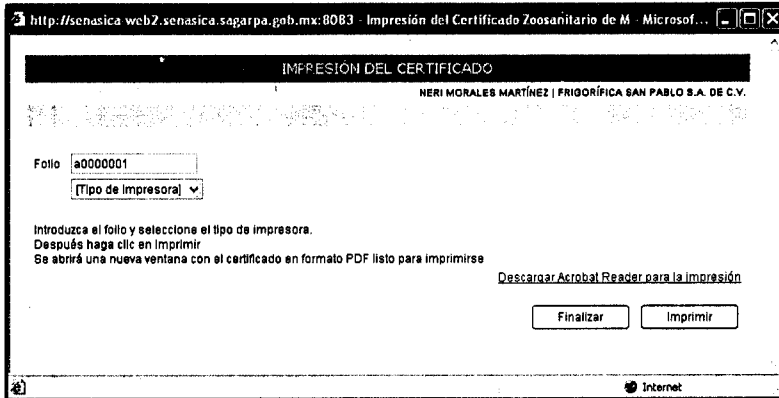 http://senasica-web2.senasica.sagarpa.gob.mx:8083 - Impresión del Certificado Zoosanitario de M - Microsof...
IMPRESIÓN DEL CERTIFICADO
NERI MORALES MARTÍNEZ | FRIGORÍFICA SAN PABLO S.A. DE C.V.
Folio a0000001
[Tipo de Impresora]
Introduzca el folio y seleccione el tipo de impresora.
Después haga clic en Imprimir
Se abrirá una nueva ventana con el certificado en formato PDF listo para imprimirse
Descargar Acrobat Reader para la impresión
Finalizar Imprimir
Internet